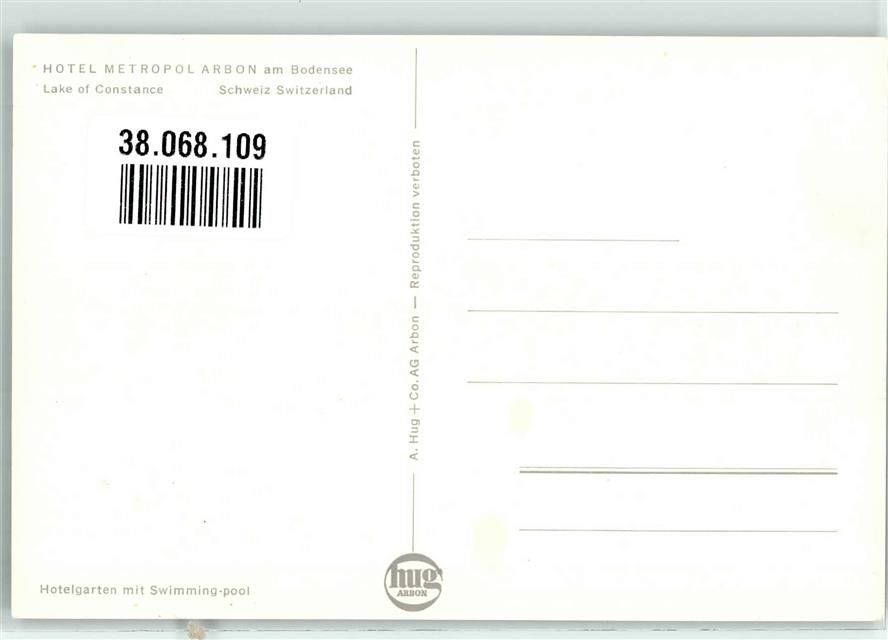 HOTEL METROPOL ARBON am Bodensee
Lake of Constance Schweiz Switzerland
38.068.109
A. Hug + Co. AG Arbon — Reproduktion verboten
Hotelgarten mit Swimming-pool
hug
ARBON